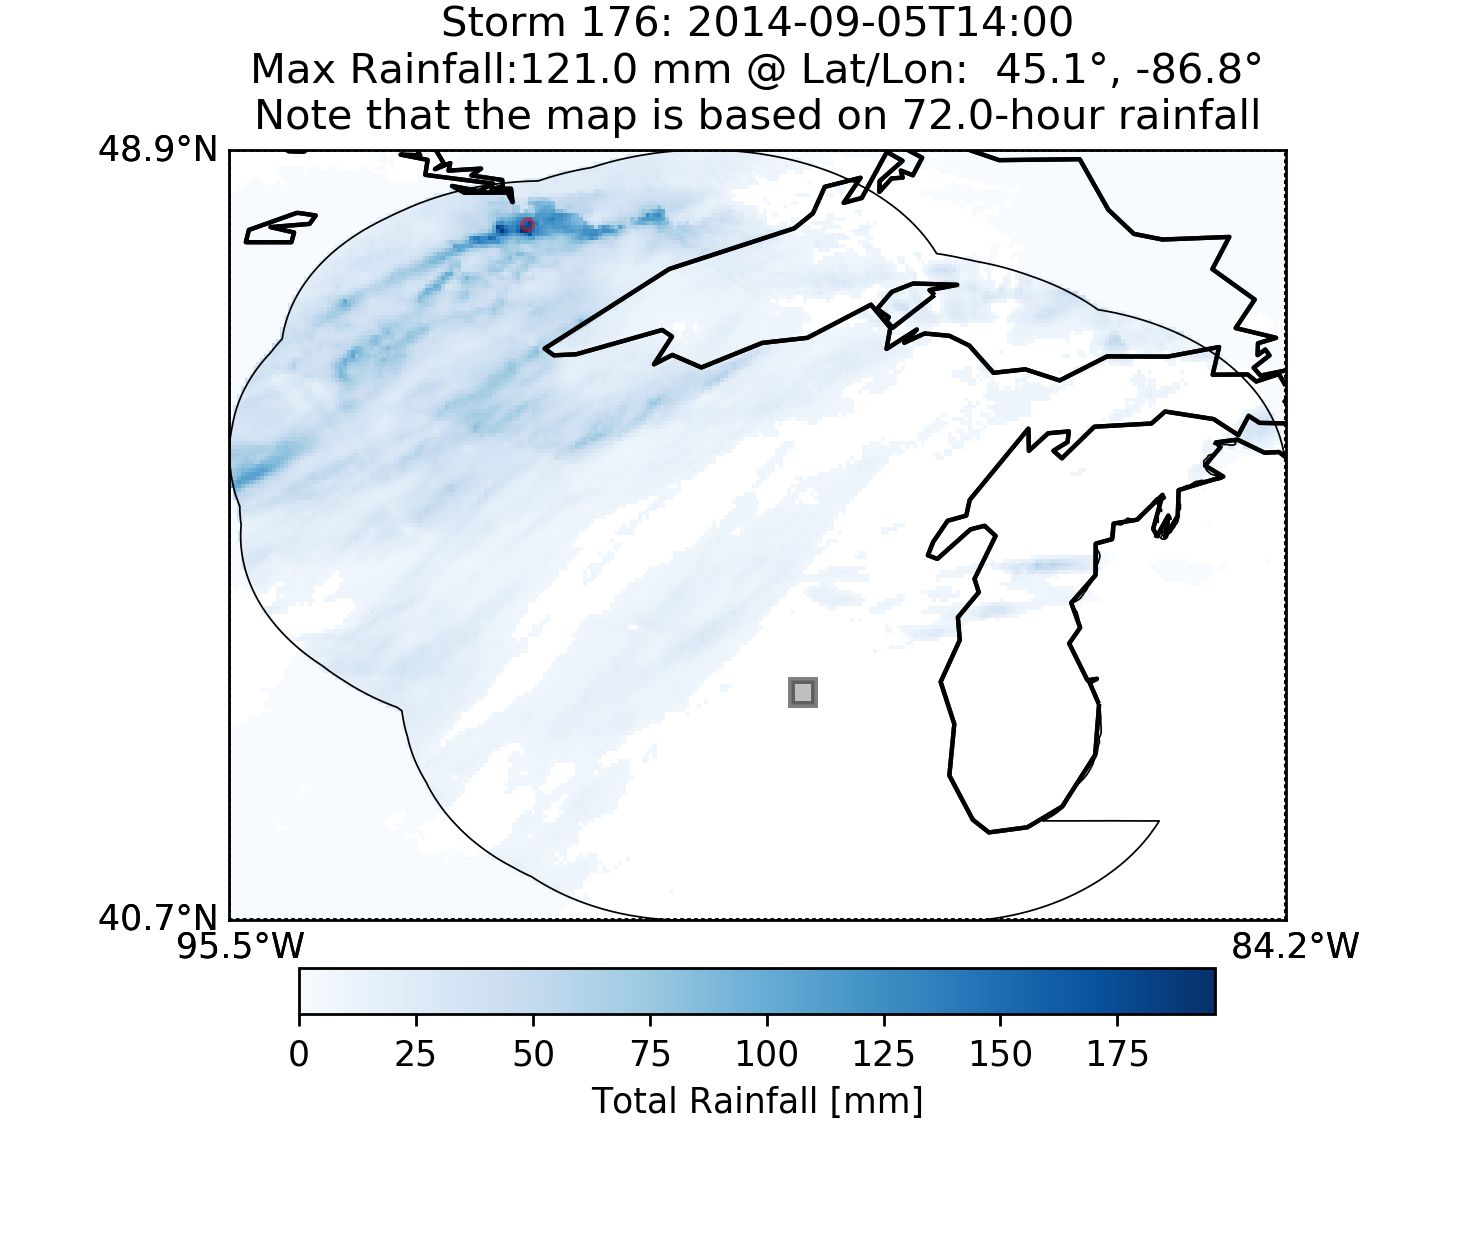 Storm 176: 2014-09-05T14:00
Max Rainfall:121.0 mm @ Lat/Lon:  45.1°, -86.8°
Note that the map is based on 72.0-hour rainfall
48.9°N
40.7°N
95.5°W 84.2°W
0 25 50 75 100 125 150 175
Total Rainfall [mm]